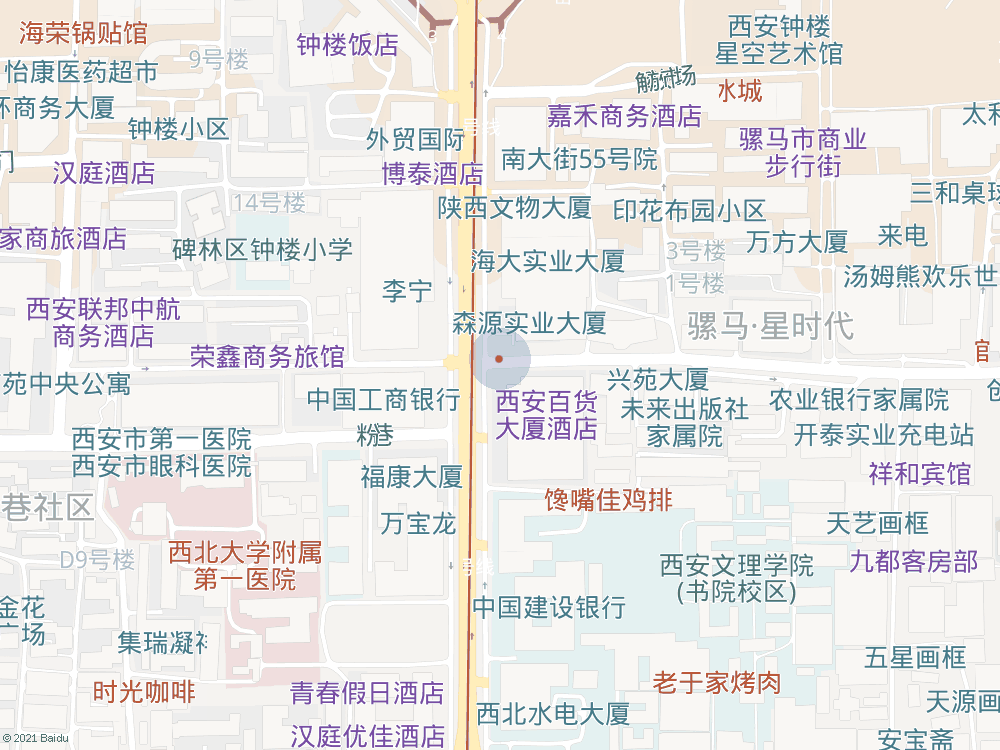 海荣锅贴馆
钟楼饭店
西安钟楼
星空艺术馆
9号楼
怡康医药超市
水城
环商务大厦
嘉禾商务酒店
太和
钟楼小区
外贸国际
号线
骡马市商业
步行街
门
汉庭酒店
博泰酒店
南大街55号院
三和桌球
14号楼
陕西文物大厦
印花布园小区
家商旅酒店
碑林区钟楼小学
海大实业大厦
3号楼
万方大厦
来电
1号楼
汤姆熊欢乐世
西安联邦中航
商务酒店
李宁
森源实业大厦
骡马·星时代
荣鑫商务旅馆
官
苑中央公寓
兴苑大厦
创
中国工商银行
西安百货
大厦酒店
未来出版社
家属院
农业银行家属院
西安市第一医院
西安市眼科医院
粉巷
开泰实业充电站
福康大厦
祥和宾馆
巷社区
馋嘴佳鸡排
万宝龙
天艺画框
D9号楼
西北大学附属
第一医院
号线
西安文理学院
(书院校区)
九都客房部
金花
广场
中国建设银行
集瑞凝祥
五星画框
时光咖啡
青春假日酒店
老于家烤肉
天源画
西北水电大厦
汉庭优佳酒店
安宝斋
© 2021 Baidu